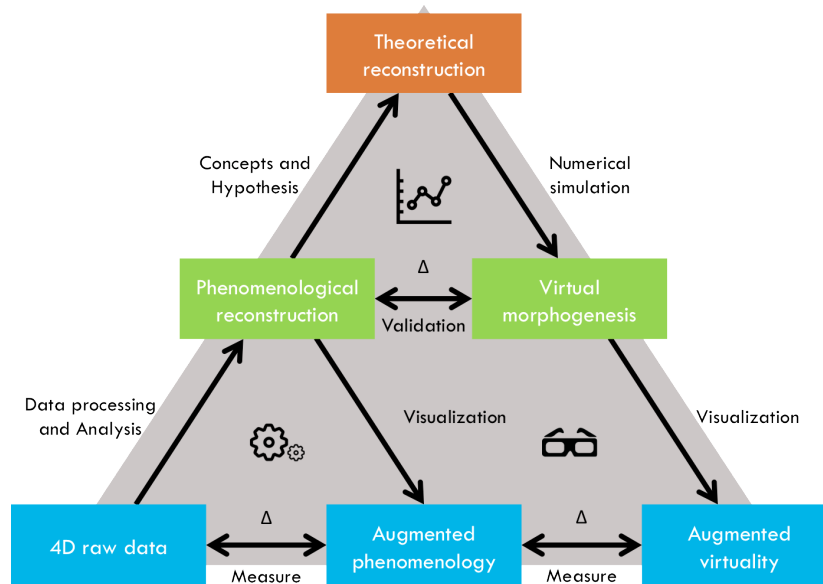 Theoretical
reconstruction
Concepts and
Hypothesis
Numerical
simulation
Phenomenological
reconstruction
Δ
Validation
Virtual
morphogenesis
Data processing
and Analysis
Visualization
Visualization
4D raw data
Δ
Measure
Augmented
phenomenology
Δ
Measure
Augmented
virtuality